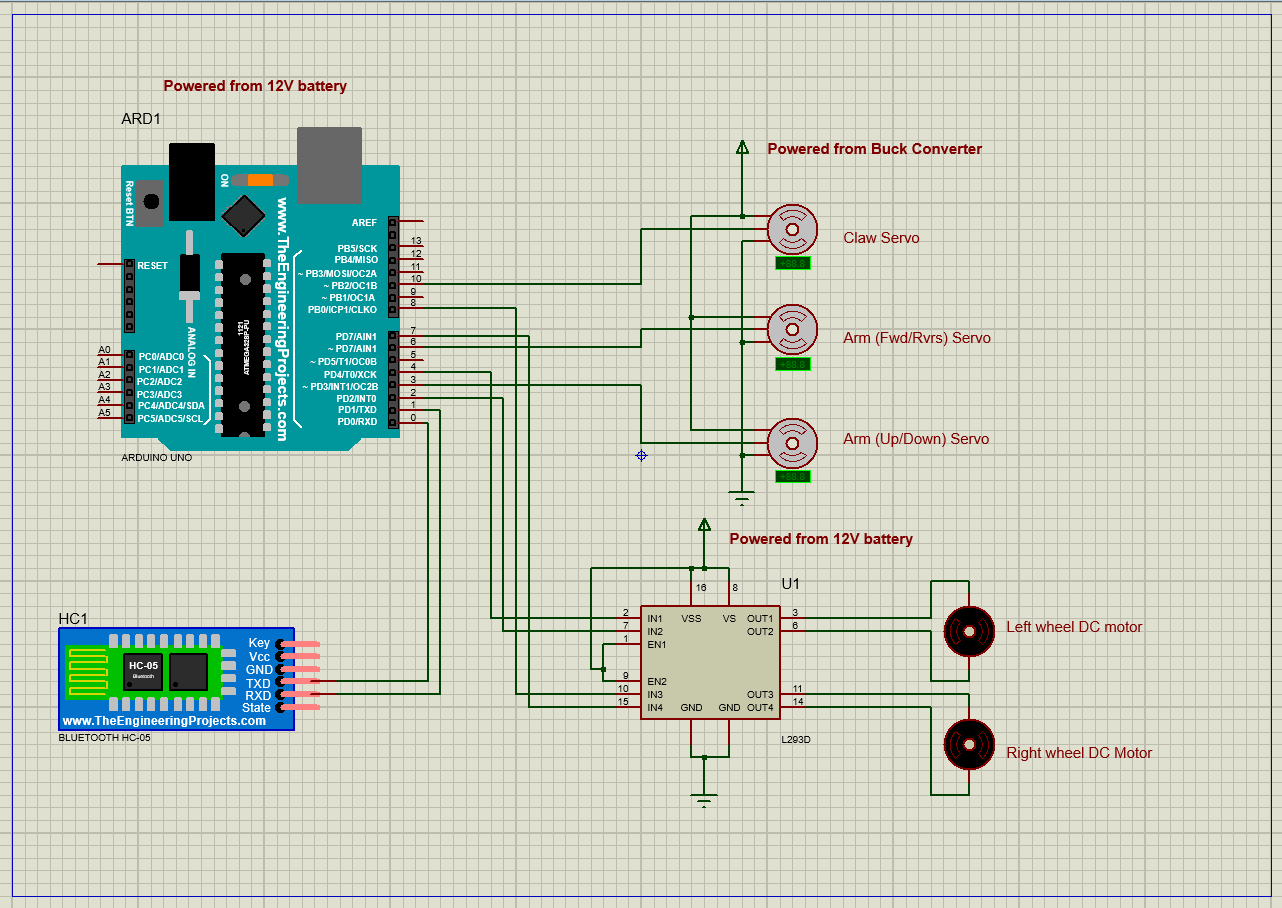 Powered from 12V battery
ARD1
Reset BTN
ON
www.TheEngineeringProjects.com
ANALOG IN
1121
ATMEGA328P-PU
RESET
A0 PC0/ADC0
A1 PC1/ADC1
A2 PC2/ADC2
A3 PC3/ADC3
A4 PC4/ADC4/SDA
A5 PC5/ADC5/SCL
AREF
PB5/SCK 13
PB4/MISO 12
~ PB3/MOSI/OC2A 11
~ PB2/OC1B 10
~ PB1/OC1A 9
PB0/ICP1/CLKO 8
PD7/AIN1 7
~ PD7/AIN1 6
~ PD5/T1/OC0B 5
PD4/T0/XCK 4
~ PD3/INT1/OC2B 3
PD2/INT0 2
PD1/TXD 1
PD0/RXD 0
ARDUINO UNO
Powered from Buck Converter
Claw Servo
Arm (Fwd/Rvrs) Servo
Arm (Up/Down) Servo
Powered from 12V battery
U1
16 8
2 IN1 VSS VS OUT1 3
7 IN2 OUT2 6
1 EN1
9 EN2
10 IN3 OUT3 11
15 IN4 GND GND OUT4 14
L293D
Left wheel DC motor
Right wheel DC Motor
HC1
HC-05
Bluetooth
Key
Vcc
GND
TXD
RXD
State
www.TheEngineeringProjects.com
BLUETOOTH HC-05